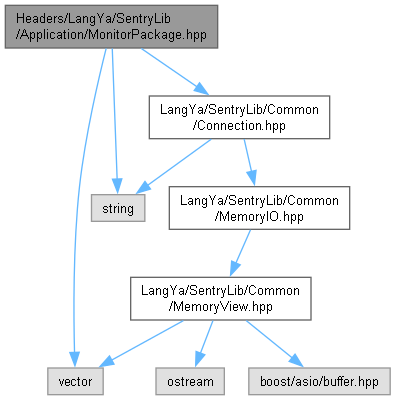 Headers/LangYa/SentryLib
/Application/MonitorPackage.hpp
LangYa/SentryLib/Common
/Connection.hpp
string
LangYa/SentryLib/Common
/MemoryIO.hpp
LangYa/SentryLib/Common
/MemoryView.hpp
vector
ostream
boost/asio/buffer.hpp